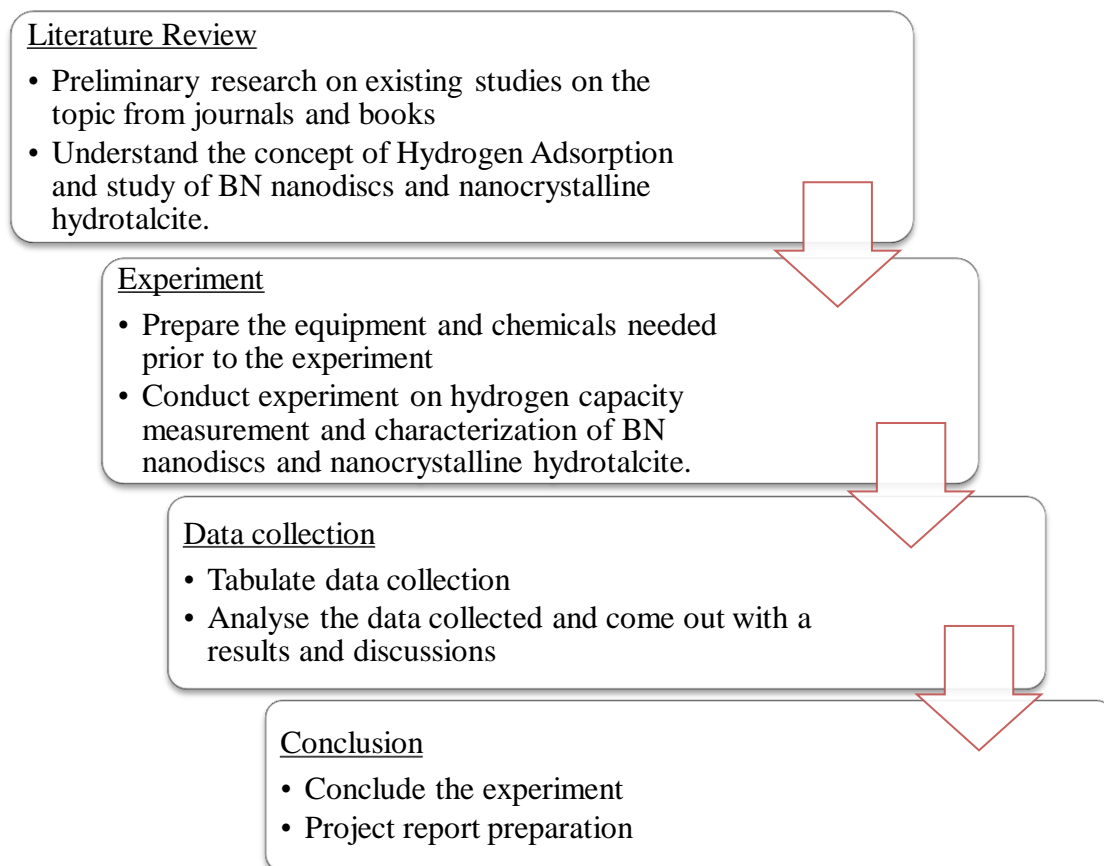 Literature Review
• Preliminary research on existing studies on the
topic from journals and books
• Understand the concept of Hydrogen Adsorption
and study of BN nanodiscs and nanocrystalline
hydrotalcite.
Experiment
• Prepare the equipment and chemicals needed
prior to the experiment
• Conduct experiment on hydrogen capacity
measurement and characterization of BN
nanodiscs and nanocrystalline hydrotalcite.
Data collection
• Tabulate data collection
• Analyse the data collected and come out with a
results and discussions
Conclusion
• Conclude the experiment
• Project report preparation